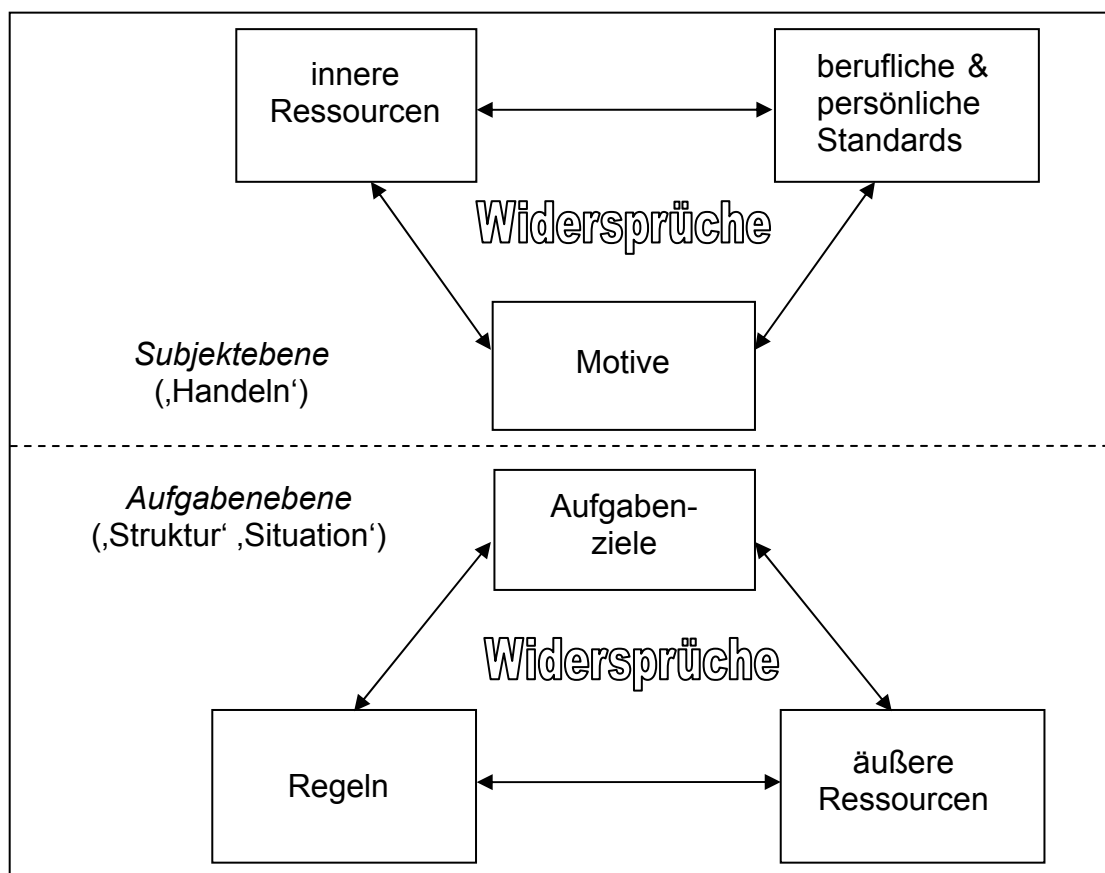 innere
Ressourcen
berufliche &
persönliche
Standards
Widersprüche
Motive
Subjektebene
(‚Handeln‘)
Aufgabenebene
(‚Struktur‘ ‚Situation‘)
Aufgaben-
ziele
Widersprüche
Regeln
äußere
Ressourcen